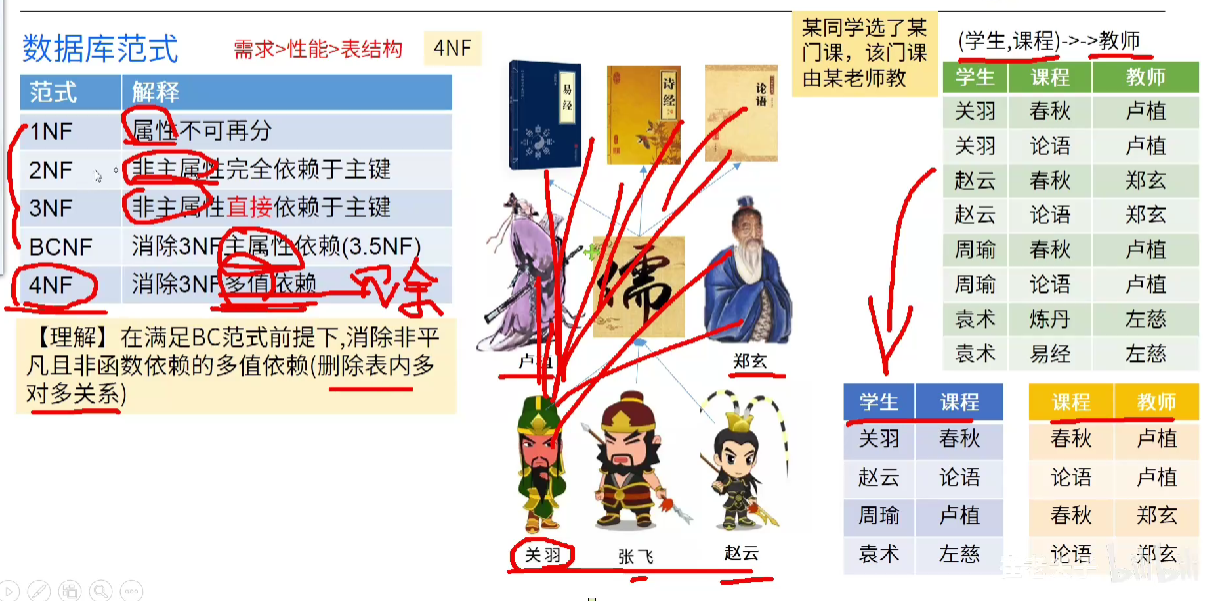 数据库范式
需求>性能>表结构
4NF
范式 解释
1NF 属性不可再分
2NF 非主属性完全依赖于主键
3NF 非主属性直接依赖于主键
BCNF 消除3NF主属性依赖(3.5NF)
4NF 消除3NF多值依赖
冗余
【理解】在满足BC范式前提下,消除非平
凡且非函数依赖的多值依赖(删除表内多
对多关系)
易经
诗经
论语
儒
卢植
郑玄
关羽
张飞
赵云
某同学选了某
门课，该门课
由某老师教
(学生,课程)->->教师
学生 课程 教师
关羽 春秋 卢植
关羽 论语 卢植
赵云 春秋 郑玄
赵云 论语 郑玄
周瑜 春秋 卢植
周瑜 论语 卢植
袁术 炼丹 左慈
袁术 易经 左慈
学生 课程
关羽 春秋
赵云 论语
周瑜 卢植
袁术 左慈
课程 教师
春秋 卢植
论语 卢植
春秋 郑玄
论语 郑玄
bilibili